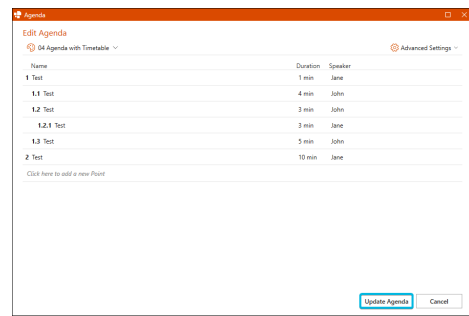 Agenda
Edit Agenda
04 Agenda with Timetable Advanced Settings
Name Duration Speaker
1 Test 1 min Jane
1.1 Test 4 min John
1.2 Test 3 min John
1.2.1 Test 3 min Jane
1.3 Test 5 min John
2 Test 10 min Jane
Click here to add a new Point
Update Agenda Cancel